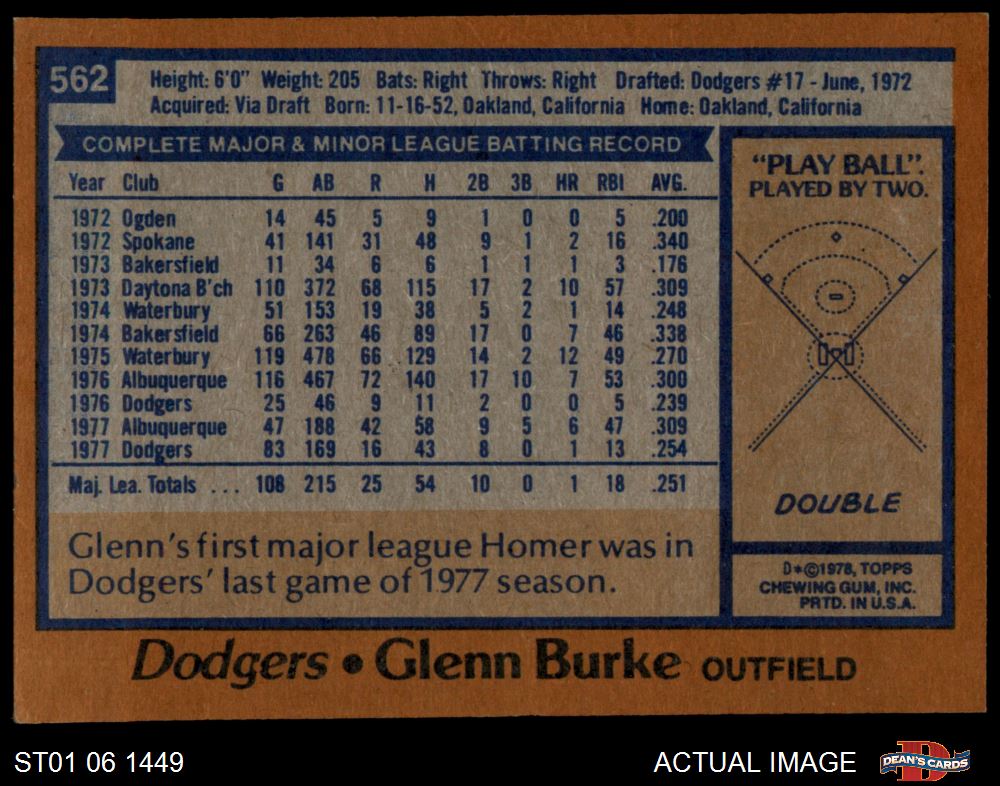 562
Height: 6'0" Weight: 205 Bats: Right Throws: Right Drafted: Dodgers #17 - June, 1972
Acquired: Via Draft Born: 11-16-52, Oakland, California Home: Oakland, California
COMPLETE MAJOR & MINOR LEAGUE BATTING RECORD
Year Club G AB R H 2B 3B HR RBI AVG.
1972 Ogden 14 45 5 9 1 0 0 5 .200
1972 Spokane 41 141 31 48 9 1 2 16 .340
1973 Bakersfield 11 34 6 6 1 1 1 3 .176
1973 Daytona B'ch 110 372 68 115 17 2 10 57 .309
1974 Waterbury 51 153 19 38 5 2 1 14 .248
1974 Bakersfield 66 263 46 89 17 0 7 46 .338
1975 Waterbury 119 478 66 129 14 2 12 49 .270
1976 Albuquerque 116 467 72 140 17 10 7 53 .300
1976 Dodgers 25 46 9 11 2 0 0 5 .239
1977 Albuquerque 47 188 42 58 9 5 6 47 .309
1977 Dodgers 83 169 16 43 8 0 1 13 .254
Maj. Lea. Totals ... 108 215 25 54 10 0 1 18 .251
Glenn's first major league Homer was in
Dodgers' last game of 1977 season.
"PLAY BALL".
PLAYED BY TWO.
DOUBLE
D*©1978, TOPPS
CHEWING GUM, INC.
PRTD. IN U.S.A.
Dodgers • Glenn Burke OUTFIELD
ST01 06 1449
ACTUAL IMAGE
D
DEAN'S CARDS